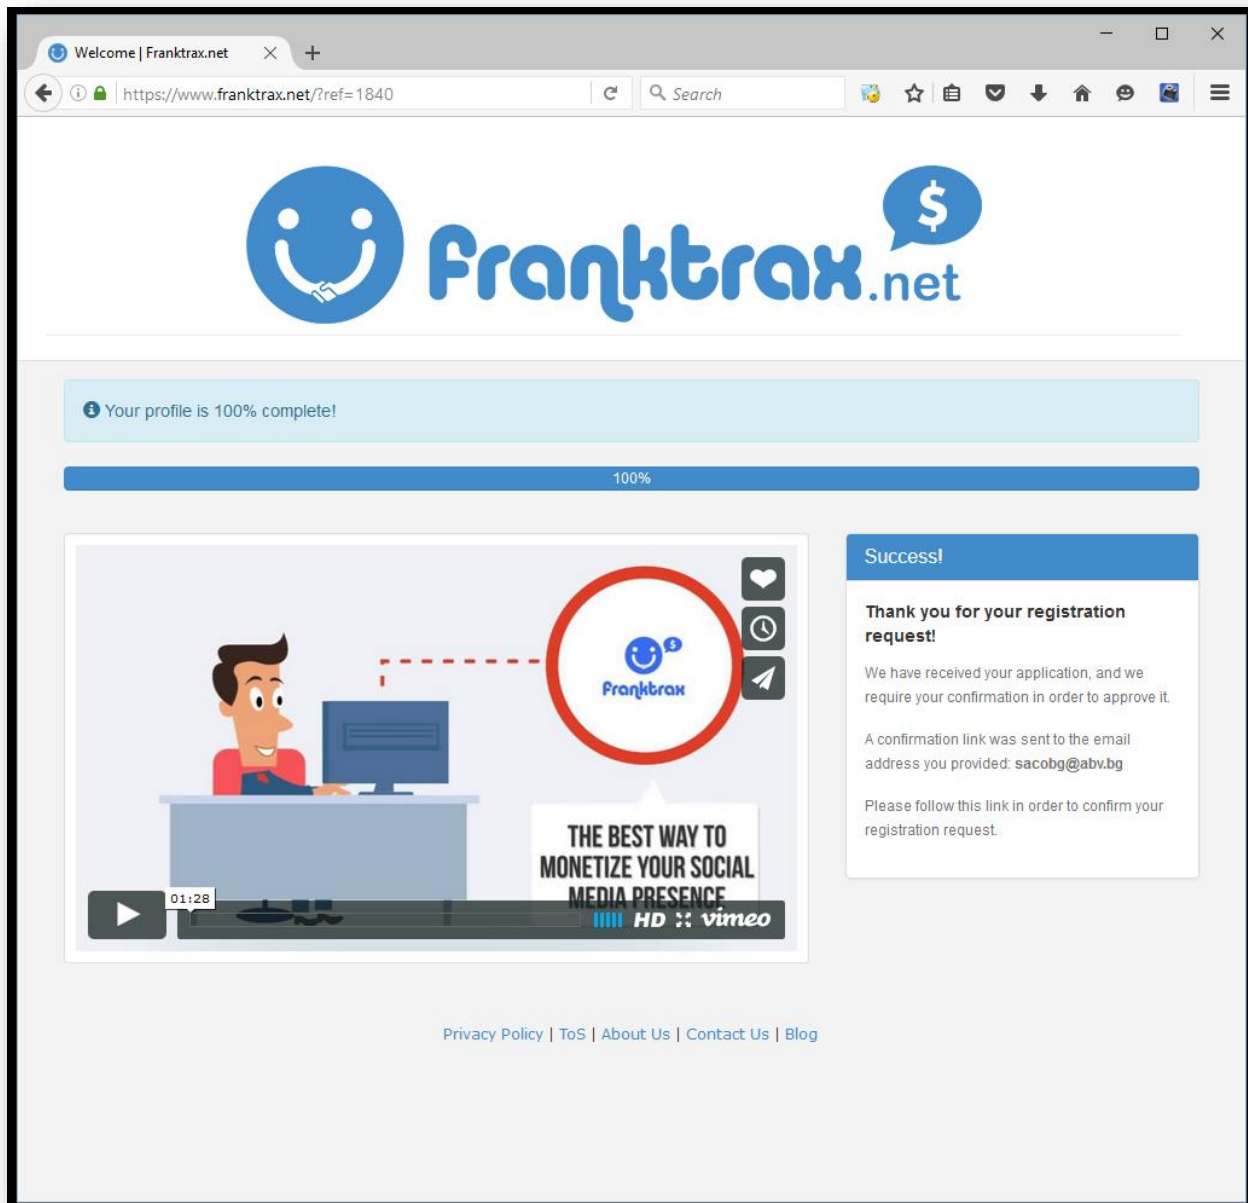 Welcome | Franktrax.net
https://www.franktrax.net/?ref=1840
Search
franktrax.net
$
Your profile is 100% complete!
100%
$
Franktrax
THE BEST WAY TO
MONETIZE YOUR SOCIAL
MEDIA PRESENCE
01:28
HD vimeo
Success!
Thank you for your registration
request!
We have received your application, and we
require your confirmation in order to approve it.
A confirmation link was sent to the email
address you provided: sacobg@abv.bg
Please follow this link in order to confirm your
registration request.
Privacy Policy | ToS | About Us | Contact Us | Blog